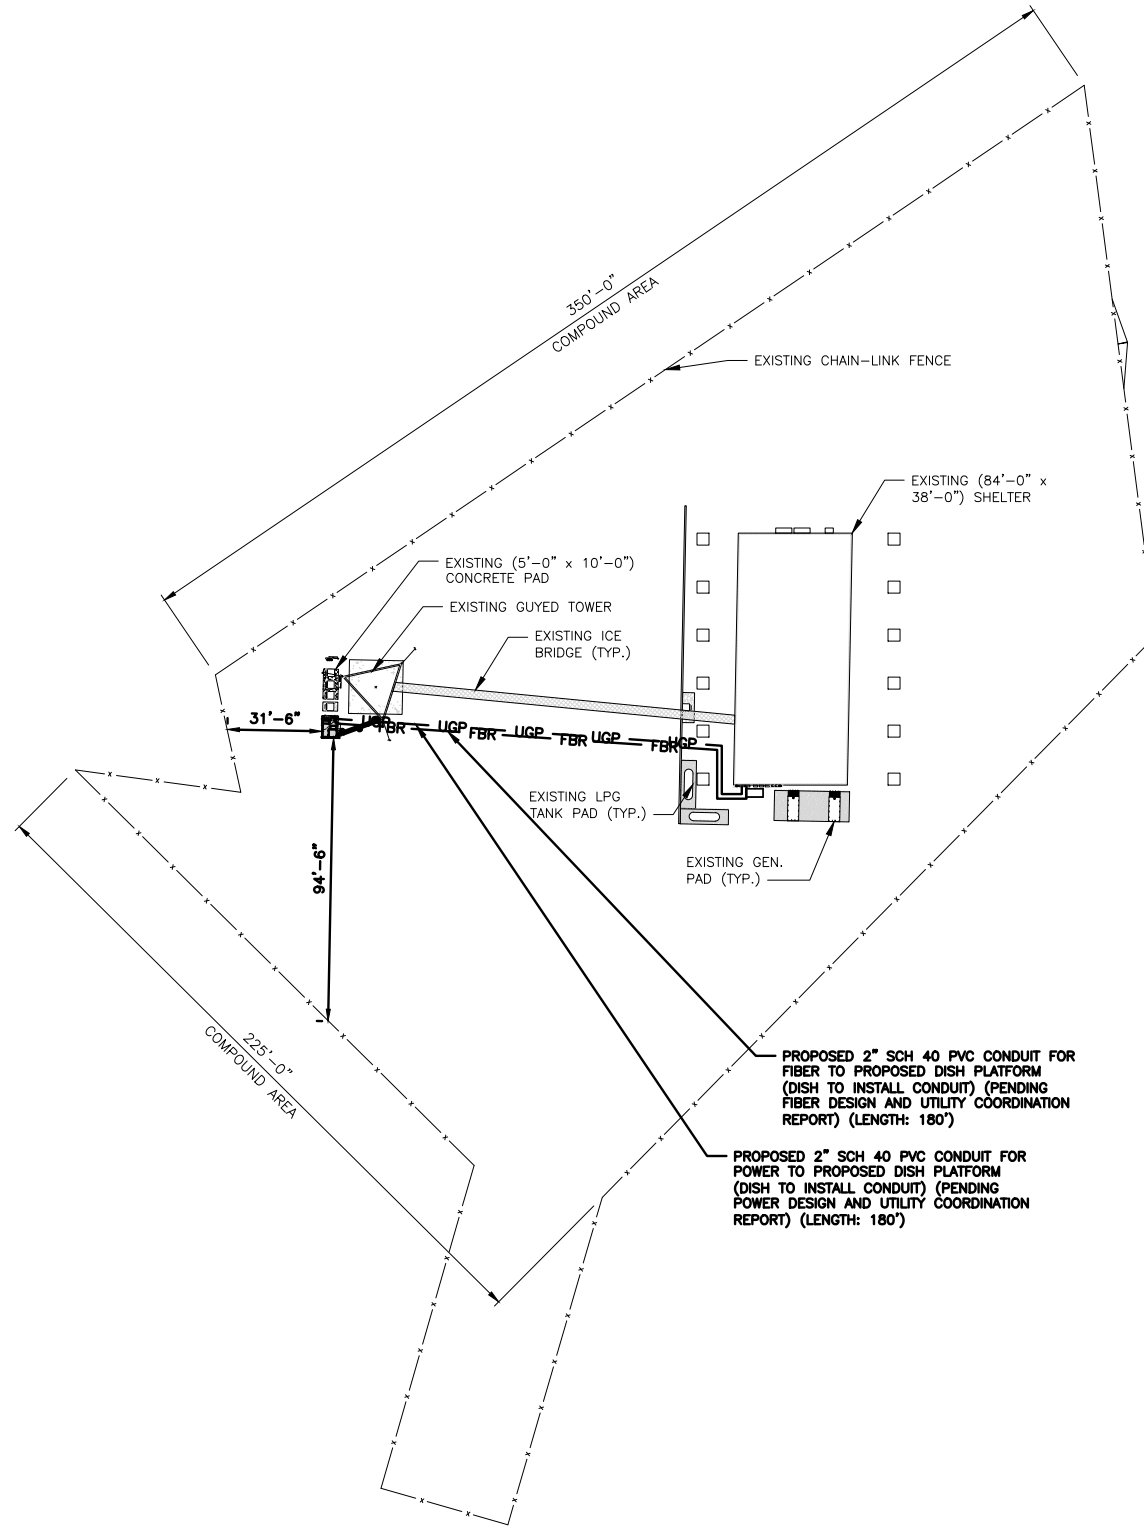 350'-0"
COMPOUND AREA
EXISTING CHAIN-LINK FENCE
EXISTING (84'-0" x
38'-0") SHELTER
EXISTING (5'-0" x 10'-0")
CONCRETE PAD
EXISTING GUYED TOWER
EXISTING ICE
BRIDGE (TYP.)
31'-6"
UGP UGP UGP UGP UGP
FBR FBR FBR FBR
EXISTING LPG
TANK PAD (TYP.)
EXISTING GEN.
PAD (TYP.)
94'-6"
225'-0"
COMPOUND AREA
PROPOSED 2" SCH 40 PVC CONDUIT FOR
FIBER TO PROPOSED DISH PLATFORM
(DISH TO INSTALL CONDUIT) (PENDING
FIBER DESIGN AND UTILITY COORDINATION
REPORT) (LENGTH: 180')
PROPOSED 2" SCH 40 PVC CONDUIT FOR
POWER TO PROPOSED DISH PLATFORM
(DISH TO INSTALL CONDUIT) (PENDING
POWER DESIGN AND UTILITY COORDINATION
REPORT) (LENGTH: 180')